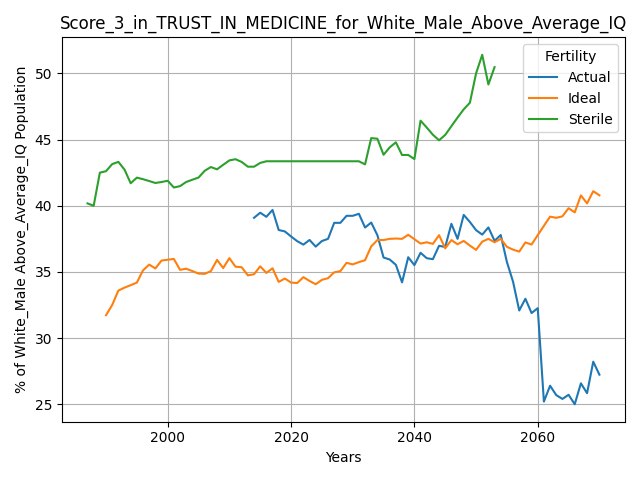 Score_3_in_TRUST_IN_MEDICINE_for_White_Male_Above_Average_IQ
% of White_Male Above_Average_IQ Population
50
45
40
35
30
25
Fertility
Actual
Ideal
Sterile
2000
2020
2040
2060
Years